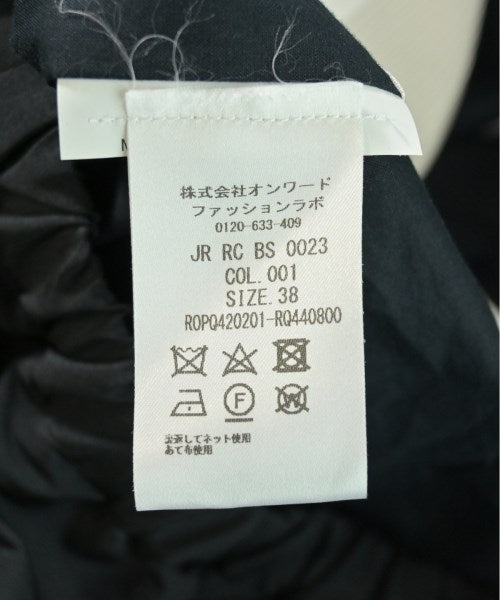 M
株式会社オンワード
ファッションラボ
0120-633-409
JR RC BS 0023
COL.001
SIZE.38
ROPQ420201-RQ440800
F
W
裏返してネット使用
あて布使用